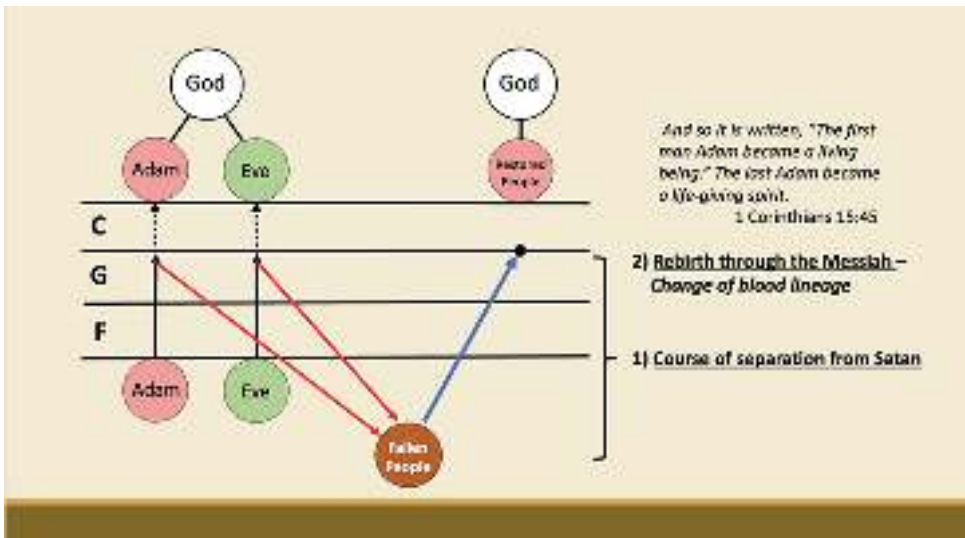 God
God
Adam
Eve
Restored
People
And so it is written, "The first
man Adam became a living
being." The last Adam became
a life-giving spirit.
1 Corinthians 15:45
C
G
F
2) Rebirth through the Messiah –
Change of blood lineage
1) Course of separation from Satan
Adam
Eve
Fallen
People